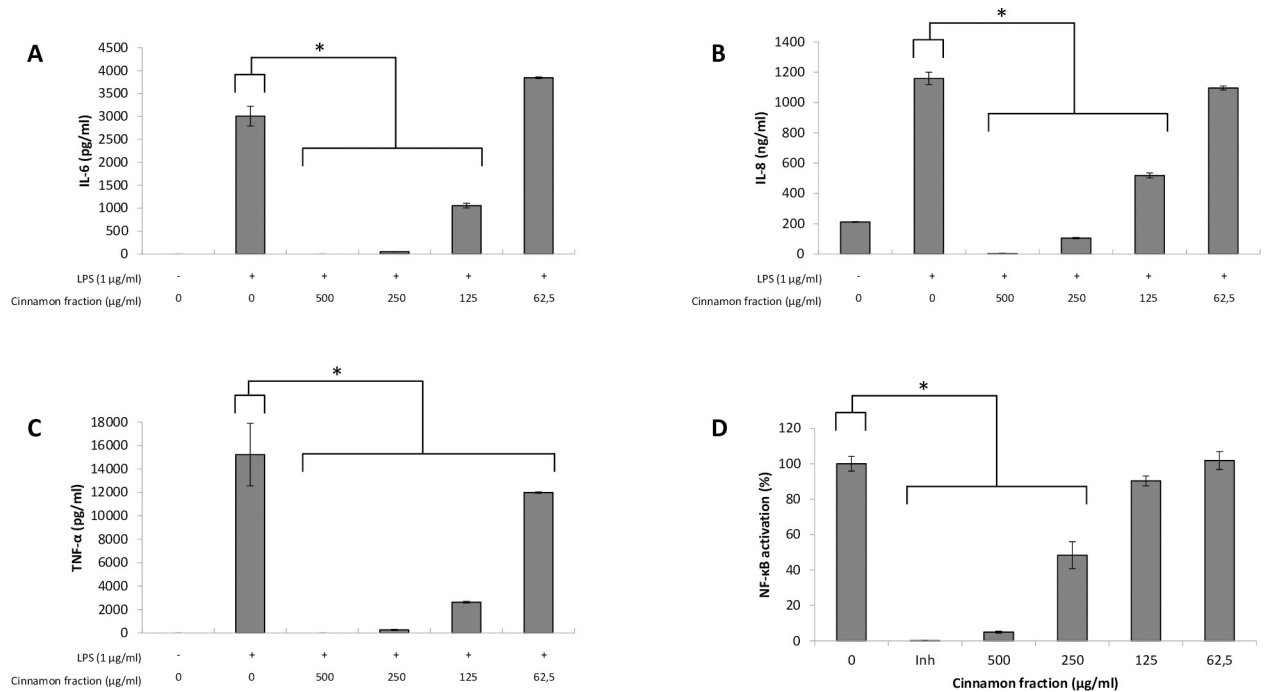 A
*
IL-6 (pg/ml)
4500
4000
3500
3000
2500
2000
1500
1000
500
0
LPS (1 µg/ml) - + + + + +
Cinnamon fraction (µg/ml) 0 0 500 250 125 62,5
B
*
IL-8 (ng/ml)
1400
1200
1000
800
600
400
200
0
LPS (1 µg/ml) - + + + + +
Cinnamon fraction (µg/ml) 0 0 500 250 125 62,5
C
*
TNF-α (pg/ml)
18000
16000
14000
12000
10000
8000
6000
4000
2000
0
LPS (1 µg/ml) - + + + + +
Cinnamon fraction (µg/ml) 0 0 500 250 125 62,5
D
*
NF-κB activation (%)
120
100
80
60
40
20
0
0 Inh 500 250 125 62,5
Cinnamon fraction (µg/ml)